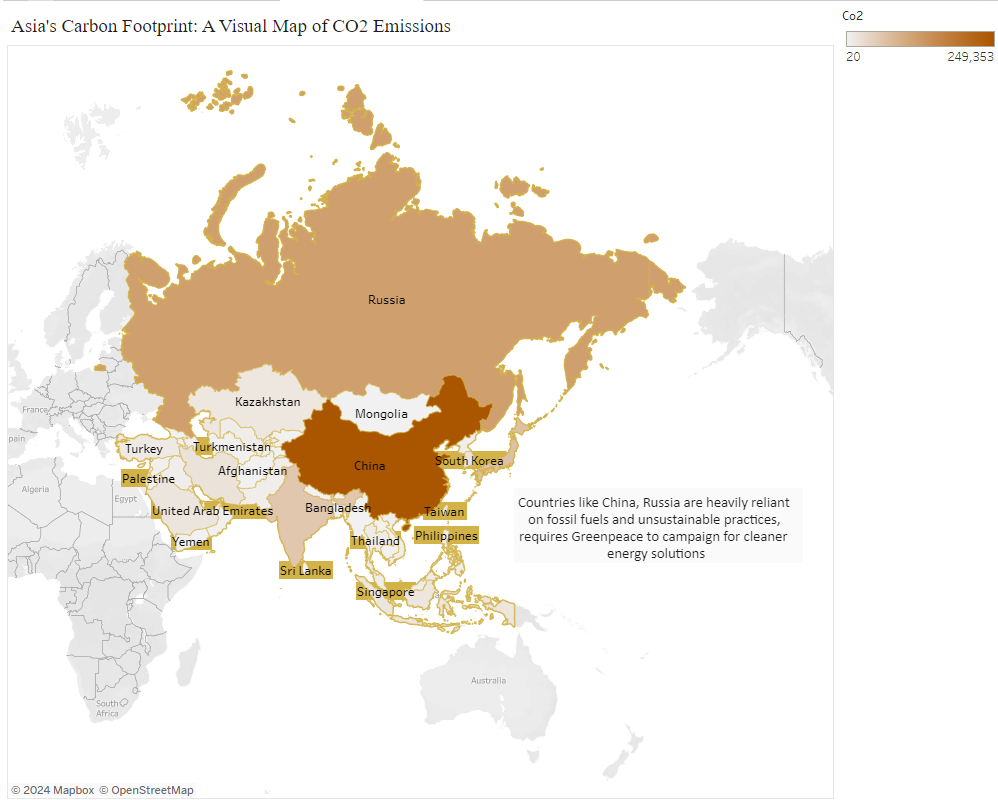 Asia's Carbon Footprint: A Visual Map of CO2 Emissions
Co2
20
249,353
Russia
Kazakhstan
Mongolia
France
Turkey
Turkmenistan
China
South Korea
pain
Afghanistan
Palestine
Algeria
Egypt
United Arab Emirates
Bangladesh
Taiwan
Yemen
Thailand
Philippines
Sri Lanka
Singapore
Countries like China, Russia are heavily reliant
on fossil fuels and unsustainable practices,
requires Greenpeace to campaign for cleaner
energy solutions
Australia
South
Africa
© 2024 Mapbox © OpenStreetMap